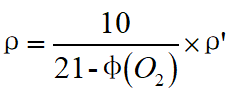 ρ = 10 / (21-Φ(O₂)) × ρ'